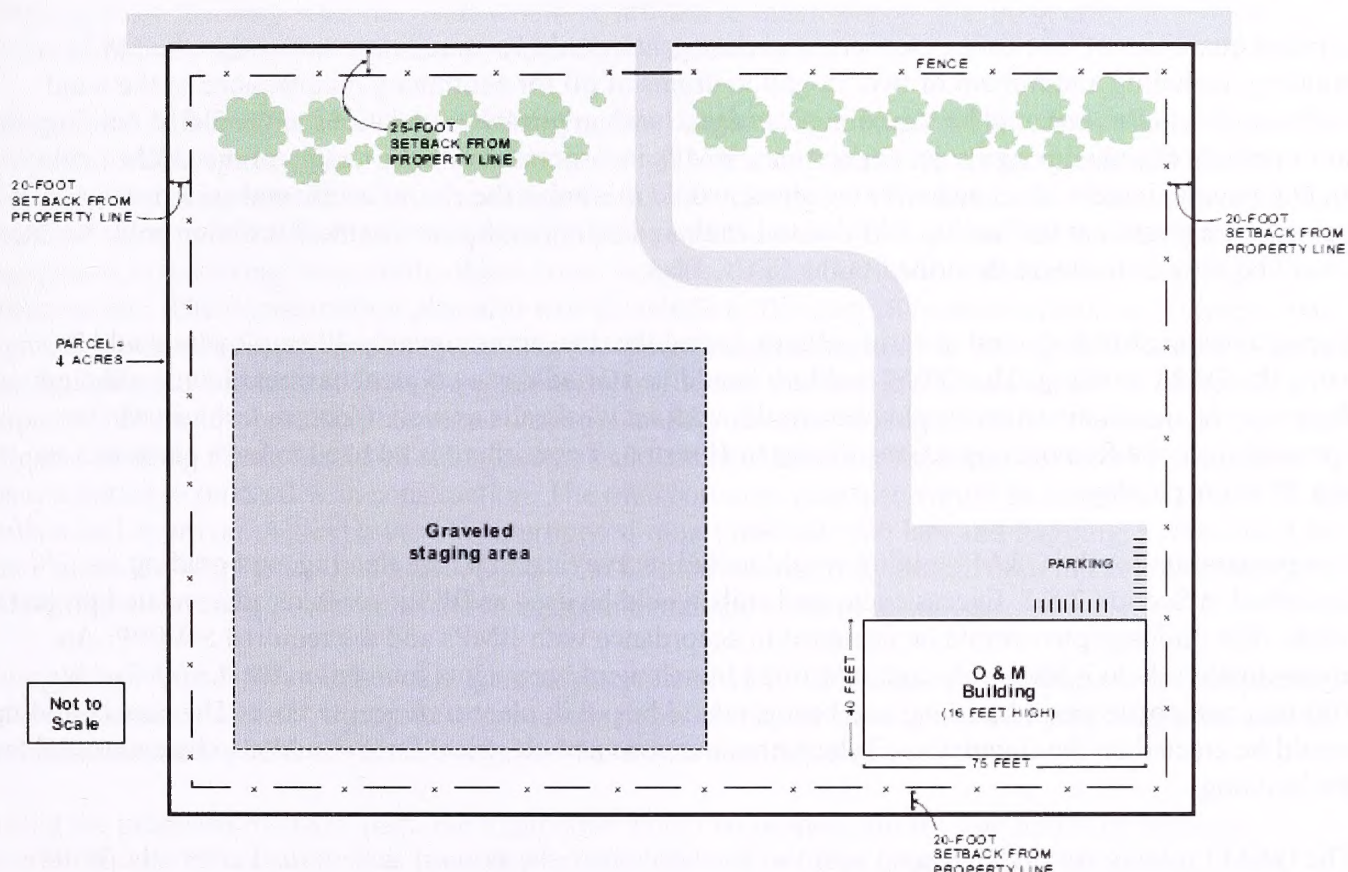 FENCE
25-FOOT
SETBACK FROM
PROPERTY LINE
20-FOOT
SETBACK FROM
PROPERTY LINE
20-FOOT
SETBACK FROM
PROPERTY LINE
PARCEL-
4 ACRES
Graveled
staging area
PARKING
40 FEET
O & M
Building
(16 FEET HIGH)
75 FEET
Not to
Scale
20-FOOT
SETBACK FROM
PROPERTY LINE